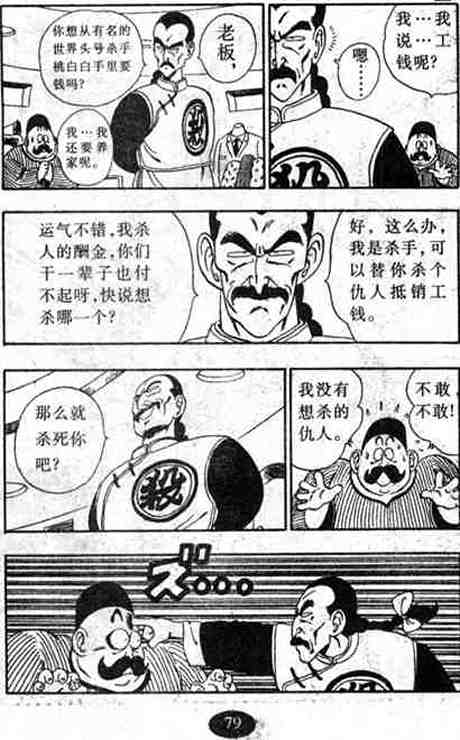 我…我工
说…
钱呢?
嗯……
老板,
你想从有名的
世界头号杀手
桃白白手里要
钱吗?
我…我
还要养
家呢。
殺
好,这么办,
我是杀手,可
以替你杀个
仇人抵销工
钱。
运气不错,我杀
人的酬金,你们
干一辈子也付
不起呀,快说想
杀哪一个?
不敢,
不敢!
我没有
想杀的
仇人。
那么就
杀死你
吧?
殺
ズ…
79